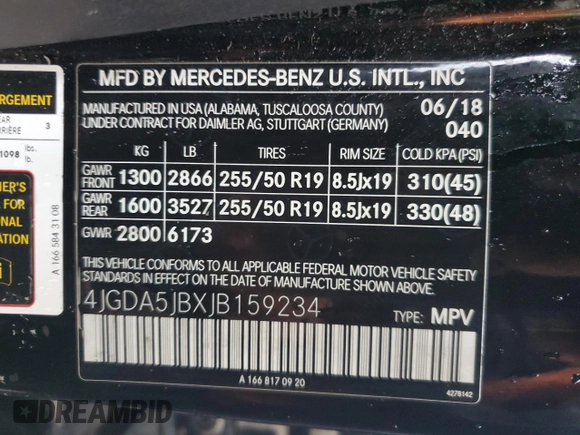 MFD BY MERCEDES-BENZ U.S. INTL., INC
MANUFACTURED IN USA (ALABAMA, TUSCALOOSA COUNTY) 06/18
UNDER CONTRACT FOR DAIMLER AG, STUTTGART (GERMANY) 040
KG LB TIRES RIM SIZE COLD KPA (PSI)
GAWR FRONT 1300 2866 255/50 R19 8.5Jx19 310(45)
GAWR REAR 1600 3527 255/50 R19 8.5Jx19 330(48)
GVWR 2800 6173
THIS VEHICLE CONFORMS TO ALL APPLICABLE FEDERAL MOTOR VEHICLE SAFETY
STANDARDS IN EFFECT ON THE DATE OF MANUFACTURE SHOWN ABOVE.
4JGDA5JBXJB159234 TYPE: MPV
A 166 817 09 20
4278142
RGEMENT
3
1098 lbs.
A 166 584 31 08
DREAMBID